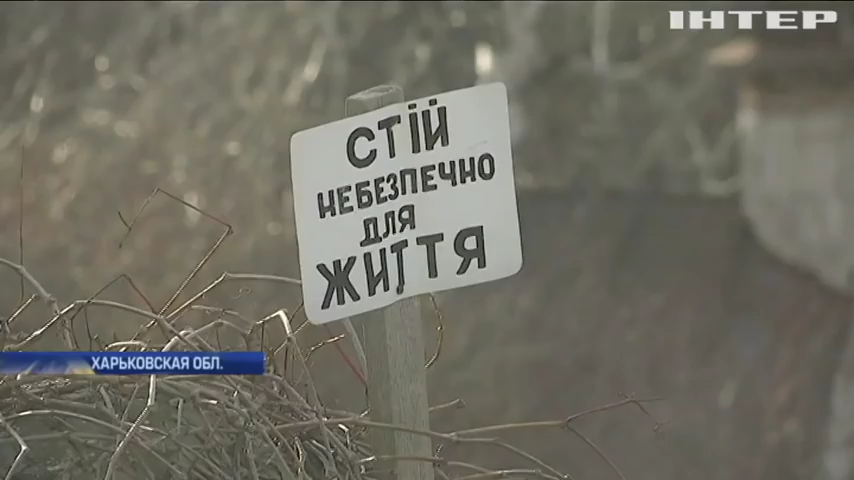 ІНТЕР
СТІЙ
НЕБЕЗПЕЧНО
ДЛЯ
ЖИТТЯ
ХАРЬКОВСКАЯ ОБЛ.